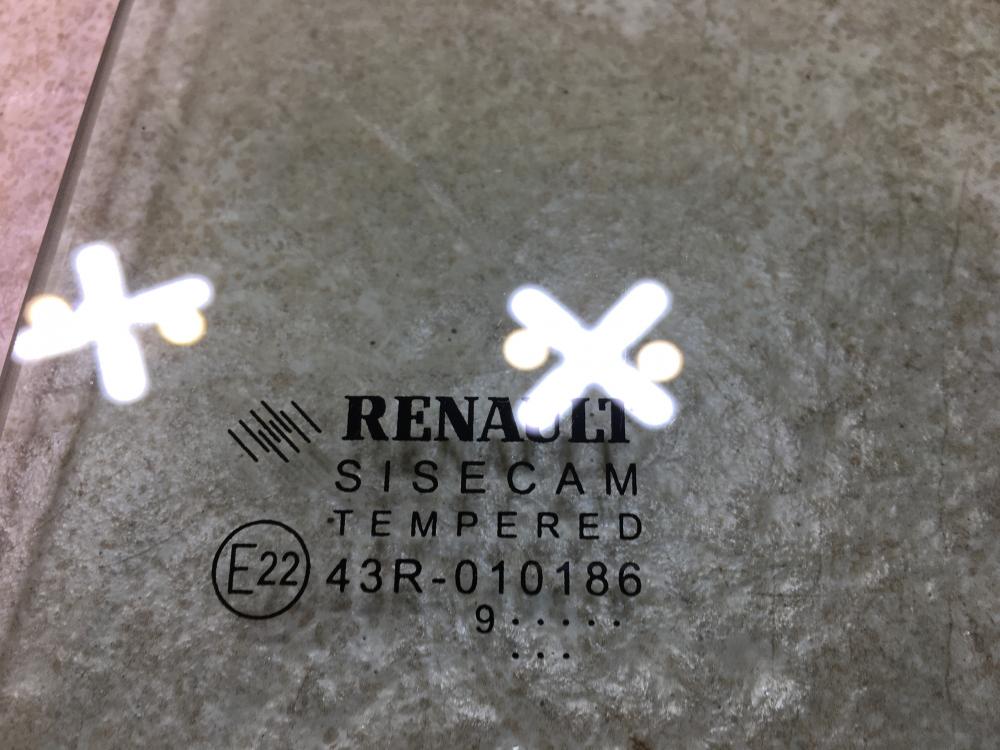 RENAULT
SISECAM
TEMPERED
E22 43R-010186
9 .....
...